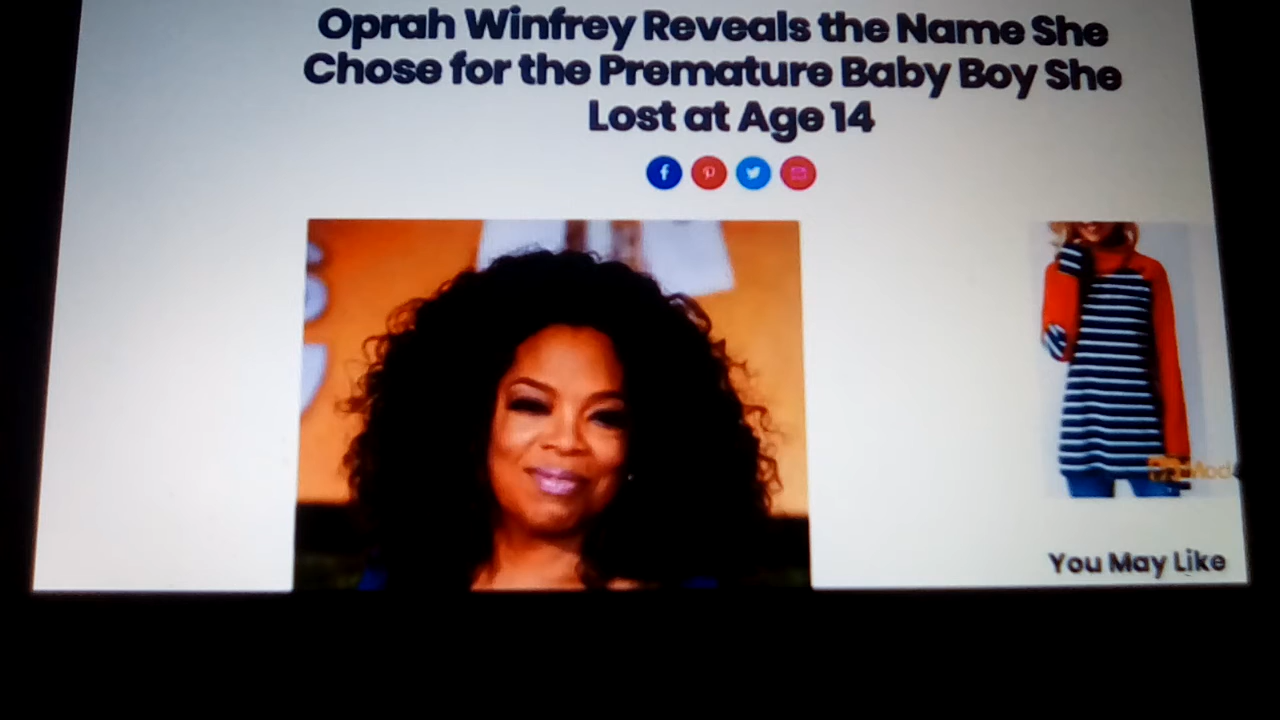 Oprah Winfrey Reveals the Name She
Chose for the Premature Baby Boy She
Lost at Age 14
You May Like